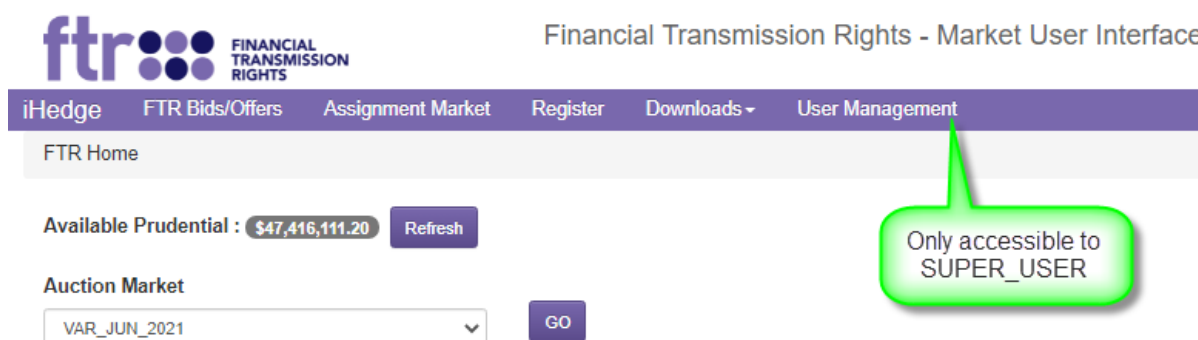 ftr
FINANCIAL
TRANSMISSION
RIGHTS
Financial Transmission Rights - Market User Interface
iHedge FTR Bids/Offers Assignment Market Register Downloads User Management
FTR Home
Available Prudential : $47,416,111.20 Refresh
Only accessible to
SUPER_USER
Auction Market
VAR_JUN_2021 GO